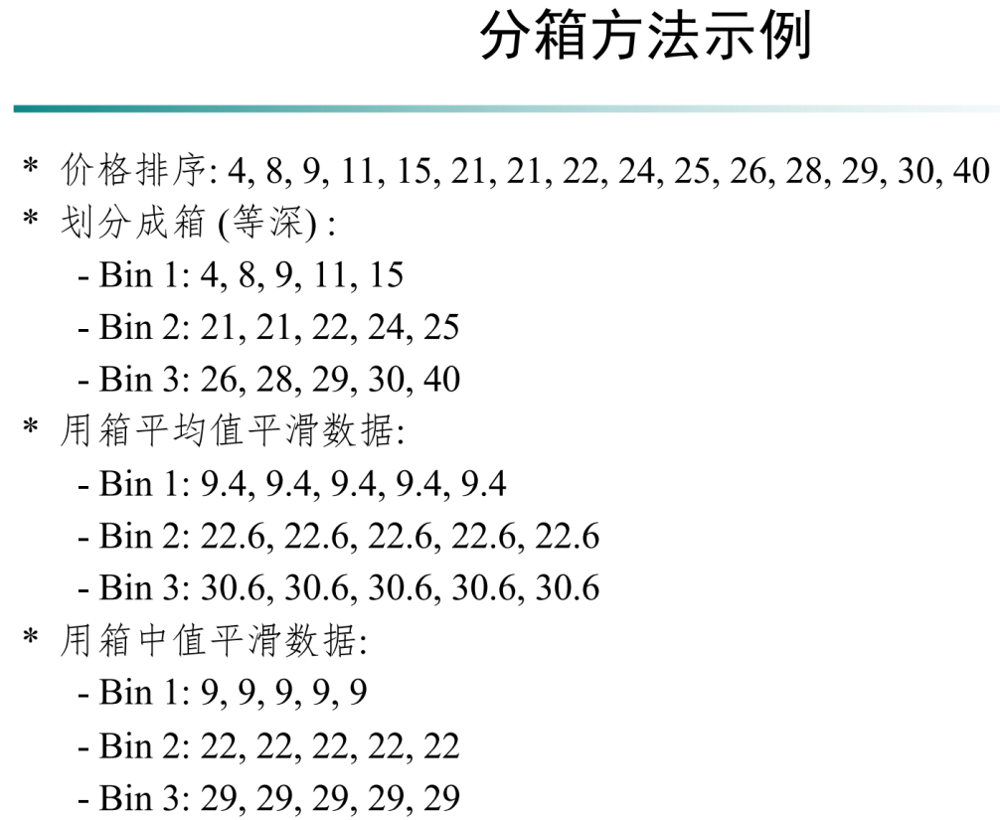 分箱方法示例
* 价格排序: 4, 8, 9, 11, 15, 21, 21, 22, 24, 25, 26, 28, 29, 30, 40
* 划分成箱 (等深) :
- Bin 1: 4, 8, 9, 11, 15
- Bin 2: 21, 21, 22, 24, 25
- Bin 3: 26, 28, 29, 30, 40
* 用箱平均值平滑数据:
- Bin 1: 9.4, 9.4, 9.4, 9.4, 9.4
- Bin 2: 22.6, 22.6, 22.6, 22.6, 22.6
- Bin 3: 30.6, 30.6, 30.6, 30.6, 30.6
* 用箱中值平滑数据:
- Bin 1: 9, 9, 9, 9, 9
- Bin 2: 22, 22, 22, 22, 22
- Bin 3: 29, 29, 29, 29, 29